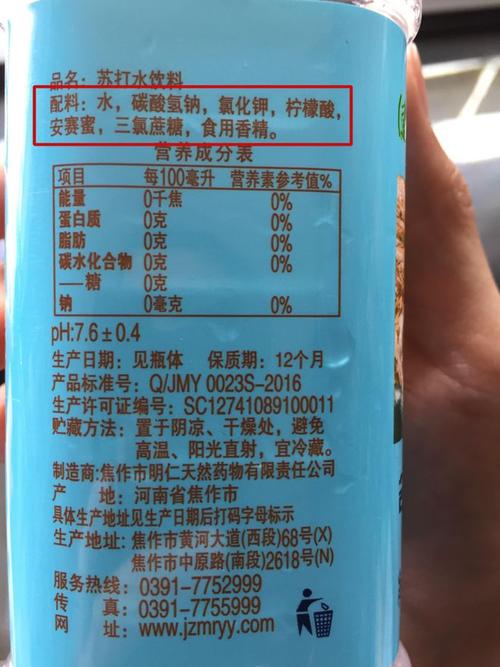 品名：苏打水饮料
配料：水，碳酸氢钠，氯化钾，柠檬酸，
安赛蜜，三氯蔗糖，食用香精。
营养成分表
项目 每100毫升 营养素参考值%
能量 0千焦 0%
蛋白质 0克 0%
脂肪 0克 0%
碳水化合物 0克 0%
——糖 0克
钠 0毫克 0%
pH:7.6±0.4
生产日期：见瓶体 保质期：12个月
产品标准号：Q/JMY 0023S-2016
生产许可证编号：SC12741089100011
贮藏方法：置于阴凉、干燥处，避免
高温、阳光直射，宜冷藏。
制造商:焦作市明仁天然药物有限责任公司
产 地：河南省焦作市
具体生产地址见生产日期后打码字母标示
生产地址：焦作市黄河大道(西段)68号(X)
焦作市中原路(南段)2618号(N)
服务热线：0391-7752999
传 真：0391-7755999
网 址：www.jzmryy.com